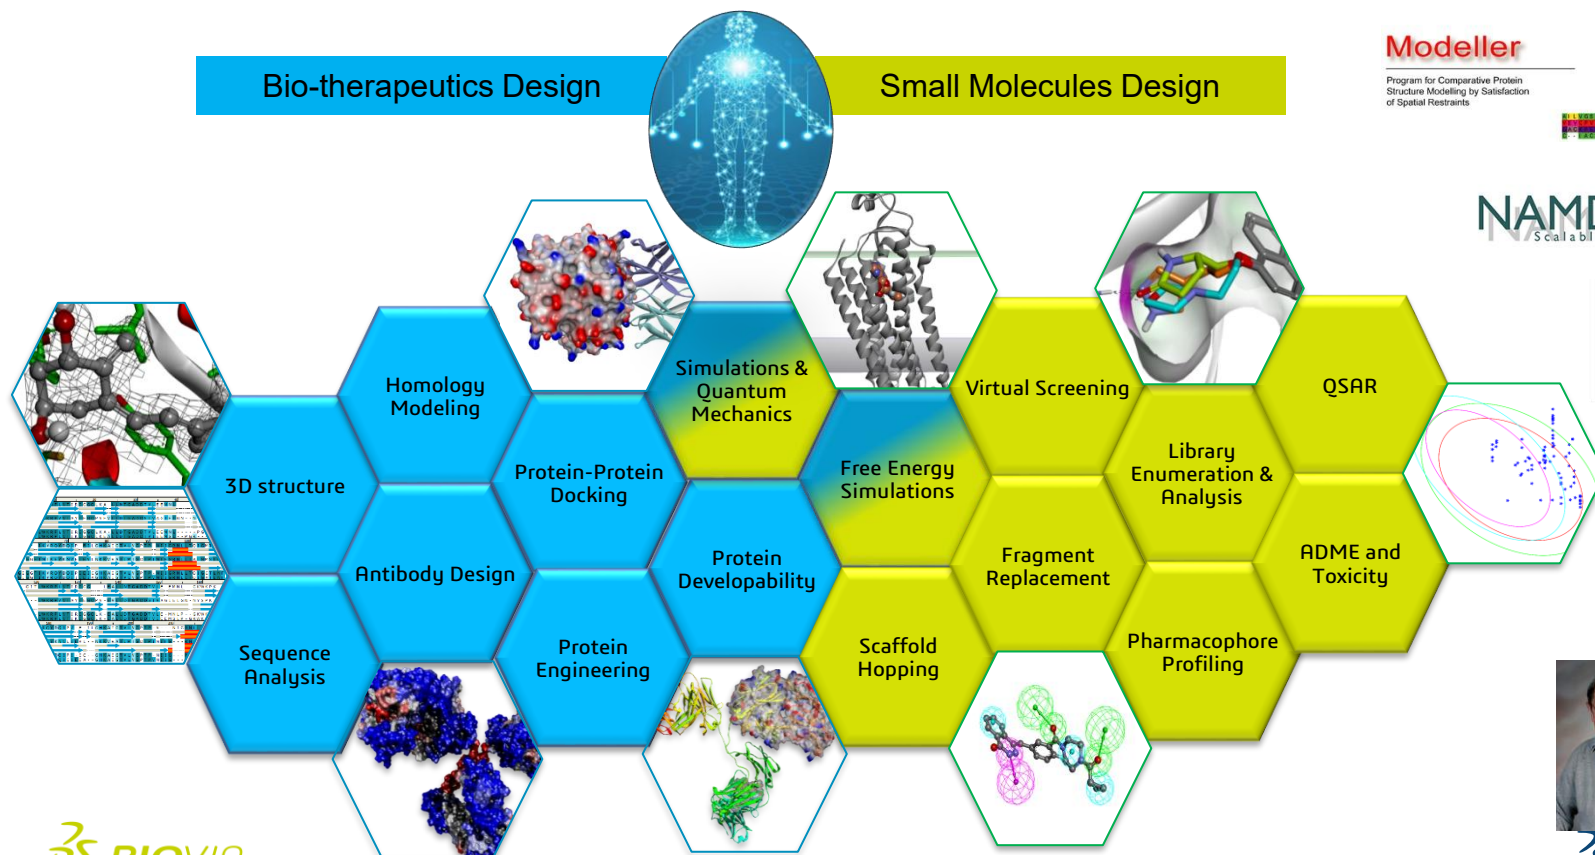 Bio-therapeutics Design
Small Molecules Design
Modeller
Program for Comparative Protein
Structure Modelling by Satisfaction
of Spatial Restraints
NAMD
Homology
Modeling
Simulations &
Quantum
Mechanics
Virtual Screening
QSAR
3D structure
Protein-Protein
Docking
Free Energy
Simulations
Library
Enumeration &
Analysis
Antibody Design
Protein
Developability
Fragment
Replacement
ADME and
Toxicity
Sequence
Analysis
Protein
Engineering
Scaffold
Hopping
Pharmacophore
Profiling